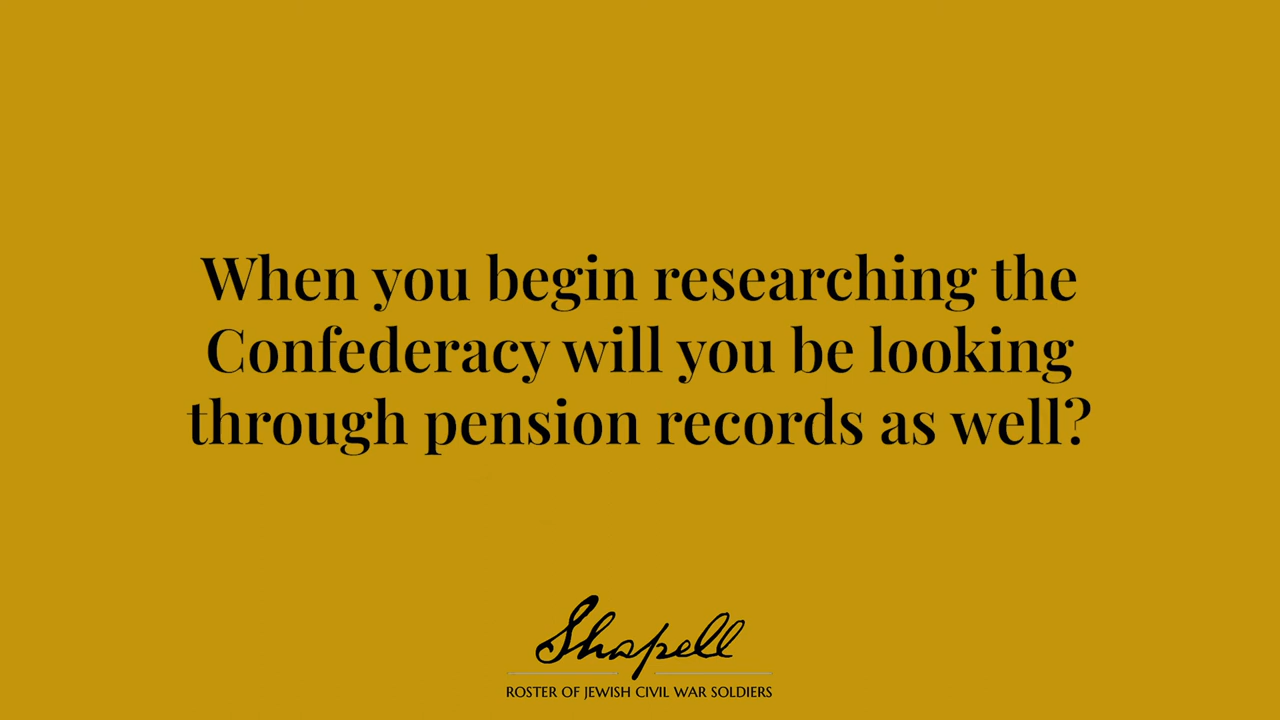 When you begin researching the
Confederacy will you be looking
through pension records as well?
Shapell
ROSTER OF JEWISH CIVIL WAR SOLDIERS